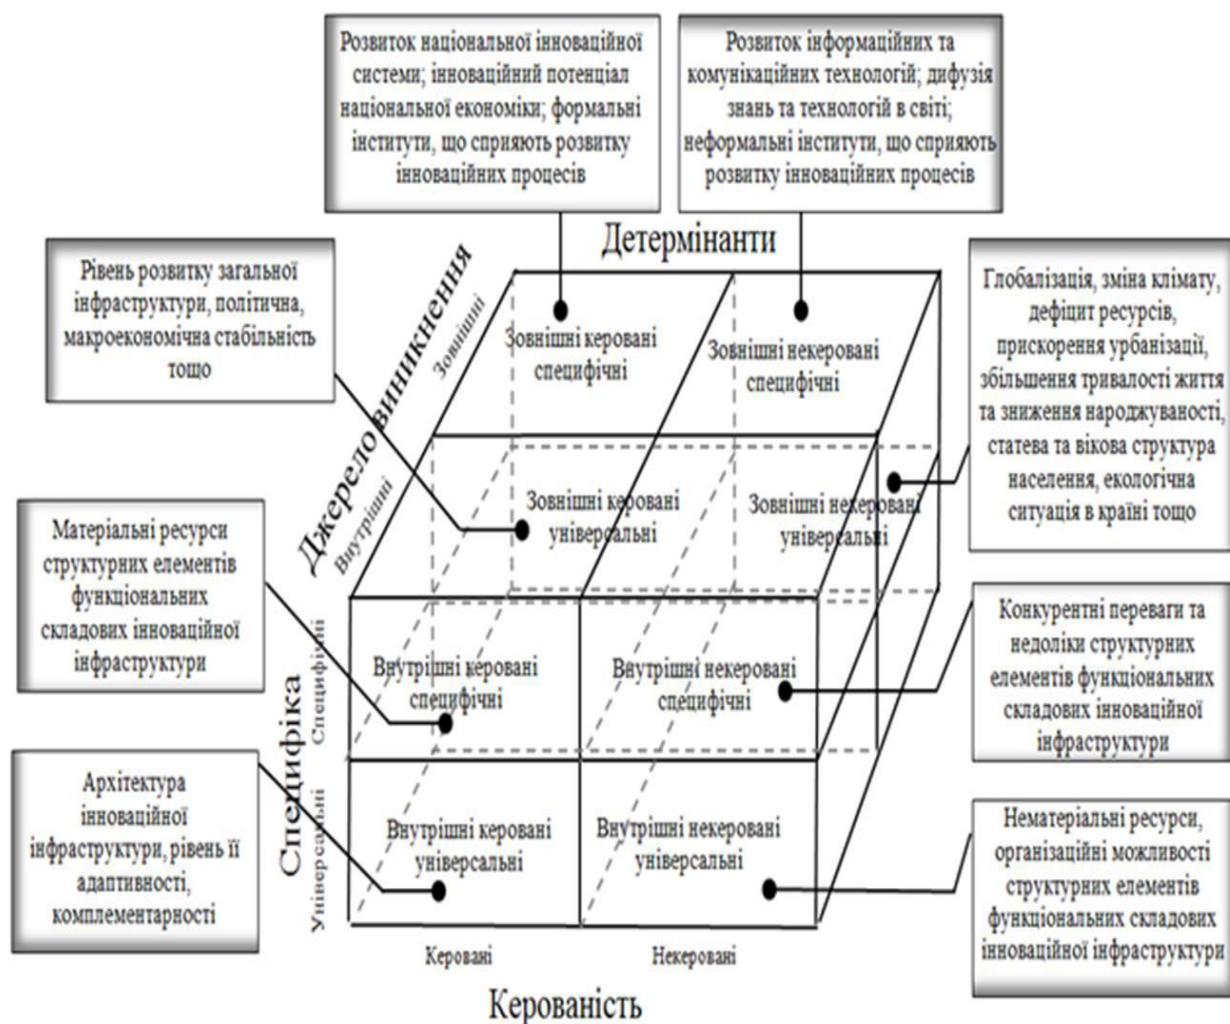 Розвиток національної інноваційної
системи; інноваційний потенціал
національної економіки; формальні
інститути, що сприяють розвитку
інноваційних процесів
Розвиток інформаційних та
комунікаційних технологій; дифузія
знань та технологій в світі;
неформальні інститути, що сприяють
розвитку інноваційних процесів
Детермінанти
Рівень розвитку загальної
інфраструктури, політична,
макроекономічна стабільність
тощо
Джерело виникнення
Зовнішні
Внутрішні
Зовнішні керовані
специфічні
Зовнішні некеровані
специфічні
Глобалізація, зміна клімату,
дефіцит ресурсів,
прискорення урбанізації,
збільшення тривалості життя
та зниження народжуваності,
статева та вікова структура
населення, екологічна
ситуація в країні тощо
Зовнішні керовані
універсальні
Зовнішні некеровані
універсальні
Матеріальні ресурси
структурних елементів
функціональних
складових інноваційної
інфраструктури
Специфіка
Специфічні
Універсальні
Внутрішні керовані
специфічні
Внутрішні некеровані
специфічні
Конкурентні переваги та
недоліки структурних
елементів функціональних
складових інноваційної
інфраструктури
Архітектура
інноваційної
інфраструктури, рівень її
адаптивності,
комплементарності
Внутрішні керовані
універсальні
Внутрішні некеровані
універсальні
Нематеріальні ресурси,
організаційні можливості
структурних елементів
функціональних складових
інноваційної інфраструктури
Керовані
Некеровані
Керованість